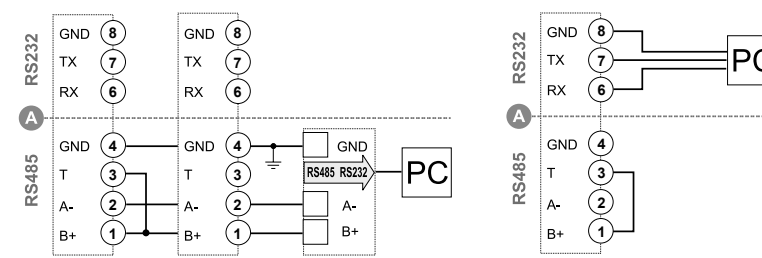 RS232
GND 8
TX 7
RX 6
GND 8
TX 7
RX 6
A
RS485
GND 4
T 3
A- 2
B+ 1
GND 4
T 3
A- 2
B+ 1
GND
RS485 RS232
A-
B+
PC
RS232
GND 8
TX 7
RX 6
PC
A
RS485
GND 4
T 3
A- 2
B+ 1